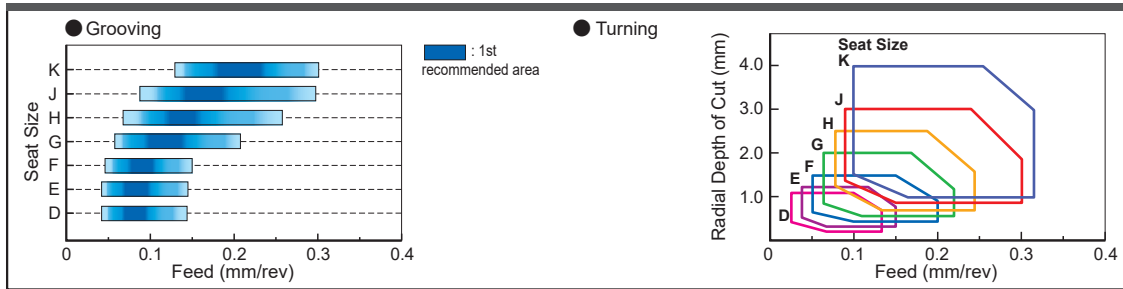 ● Grooving
K
J
H
G
F
E
D
Seat Size
0
0.1
0.2
0.3
0.4
Feed (mm/rev)
: 1st
recommended area
● Turning
Seat Size
K
J
H
G
F
E
D
4.0
3.0
2.0
1.0
Radial Depth of Cut (mm)
0
0.1
0.2
0.3
0.4
Feed (mm/rev)